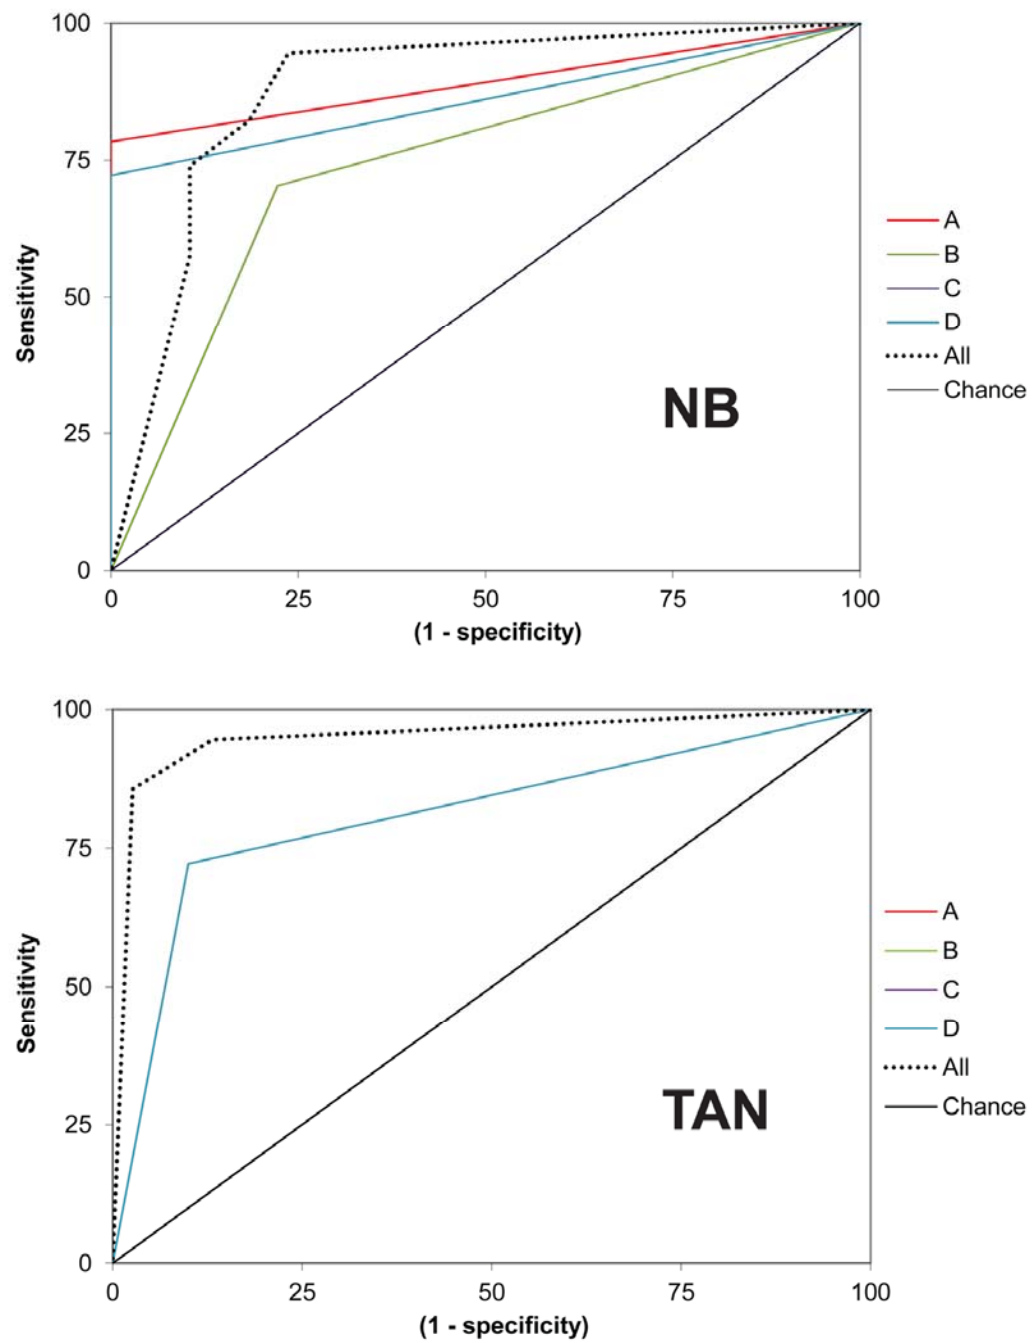 100
75
50
25
0
Sensitivity
0 25 50 75 100
(1 - specificity)
A
B
C
D
All
Chance
NB
100
75
50
25
0
Sensitivity
0 25 50 75 100
(1 - specificity)
A
B
C
D
All
Chance
TAN